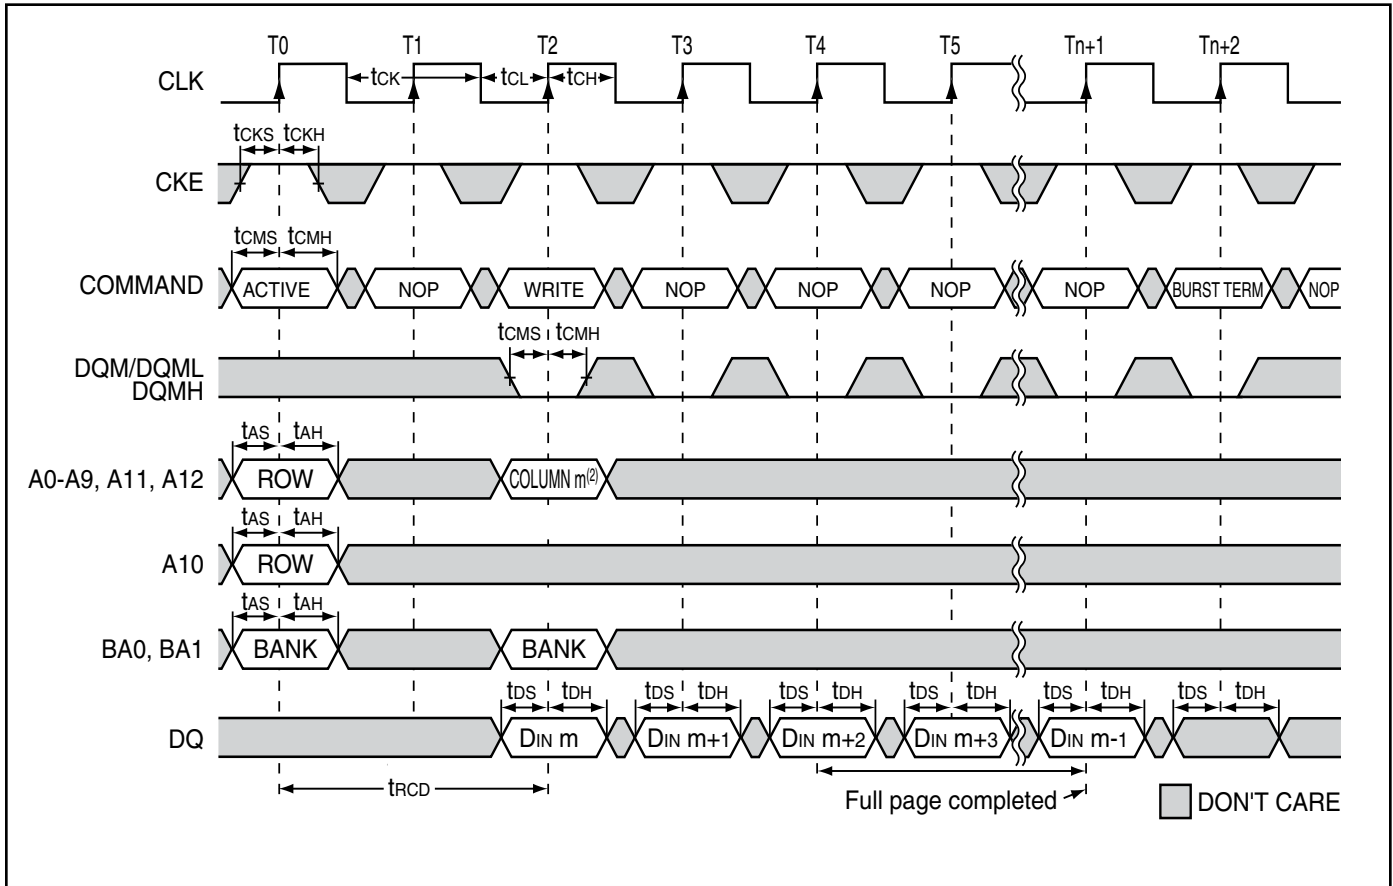 T0 T1 T2 T3 T4 T5 Tn+1 Tn+2
CLK tCK tCL tCH
tCKS tCKH
CKE
tCMS tCMH
COMMAND ACTIVE NOP WRITE NOP NOP NOP NOP BURST TERM NOP
tCMS tCMH
DQM/DQML
DQMH
tAS tAH
A0-A9, A11, A12 ROW COLUMN m(2)
tAS tAH
A10 ROW
tAS tAH
BA0, BA1 BANK BANK
tDS tDH tDS tDH tDS tDH tDS tDH tDS tDH tDS tDH
DQ DIN m DIN m+1 DIN m+2 DIN m+3 DIN m-1
tRCD
Full page completed DON'T CARE